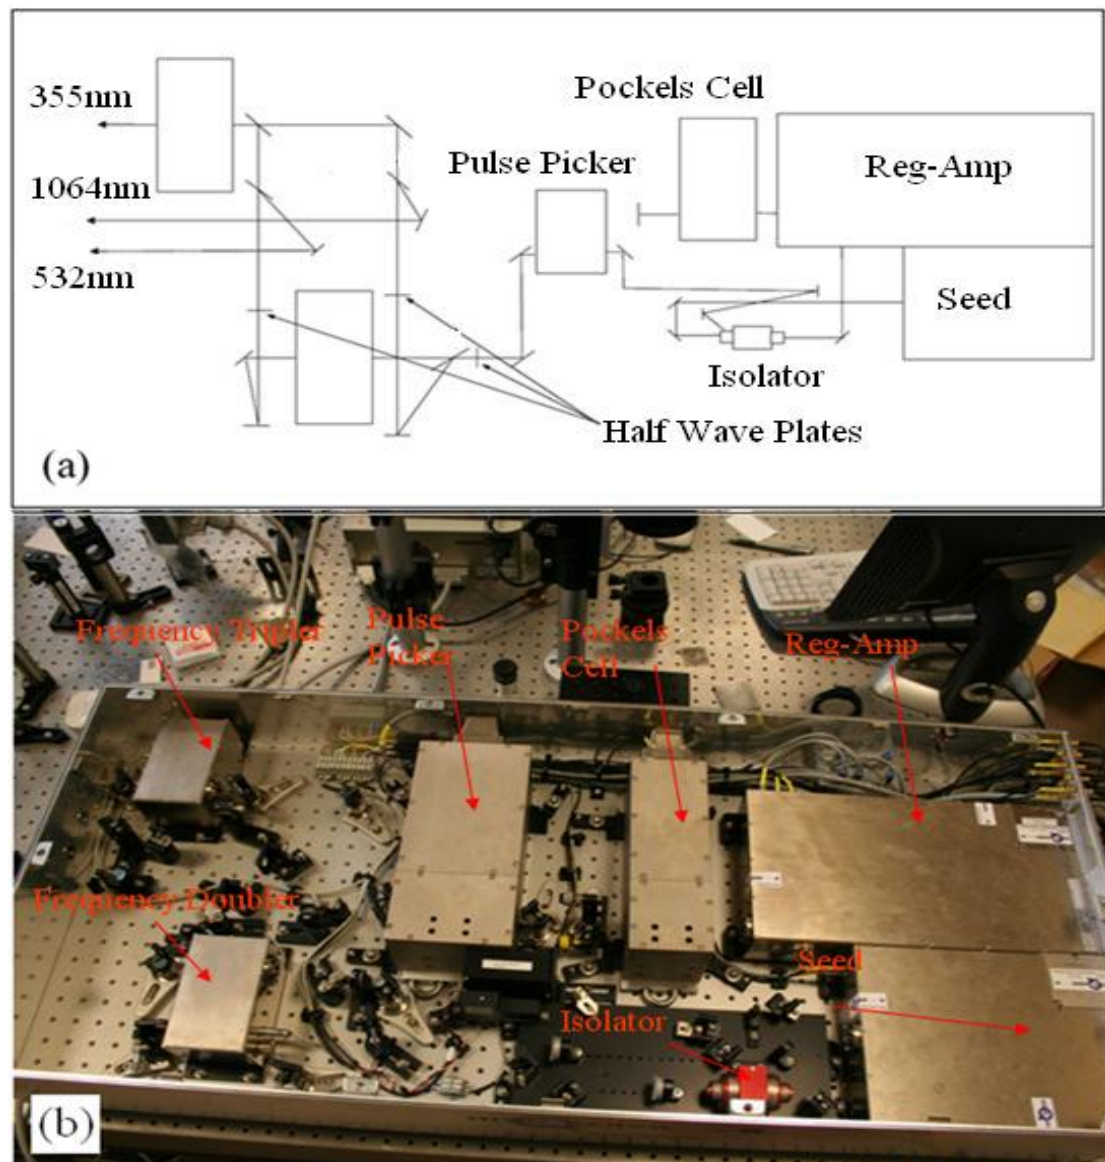 355nm
1064nm
532nm
Pulse Picker
Pockels Cell
Reg-Amp
Seed
Isolator
Half Wave Plates
(a)
Frequency Tripler
Pulse
Picker
Pockels
Cell
Reg-Amp
Frequency Doubler
Seed
Isolator
(b)